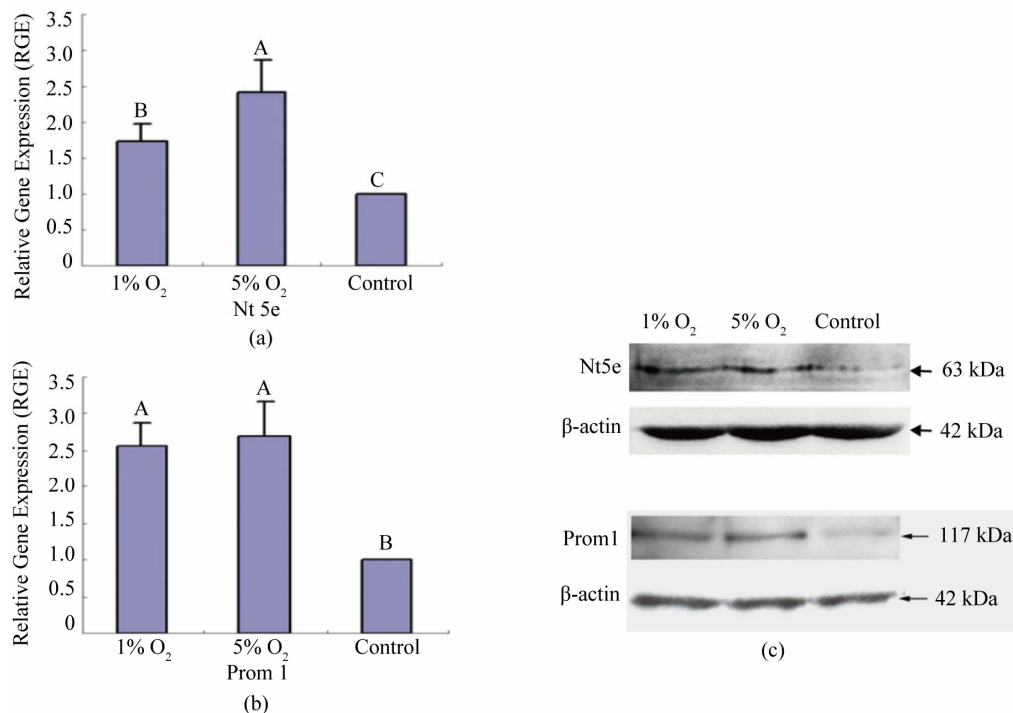 Relative Gene Expression (RGE)
3.5
3.0
2.5
2.0
1.5
1.0
0.5
0
B
A
C
1% O₂
5% O₂
Control
Nt 5e
(a)
Relative Gene Expression (RGE)
3.5
3.0
2.5
2.0
1.5
1.0
0.5
0
A
A
B
1% O₂
5% O₂
Control
Prom 1
(b)
1% O₂
5% O₂
Control
Nt5e
63 kDa
β-actin
42 kDa
Prom1
117 kDa
β-actin
42 kDa
(c)